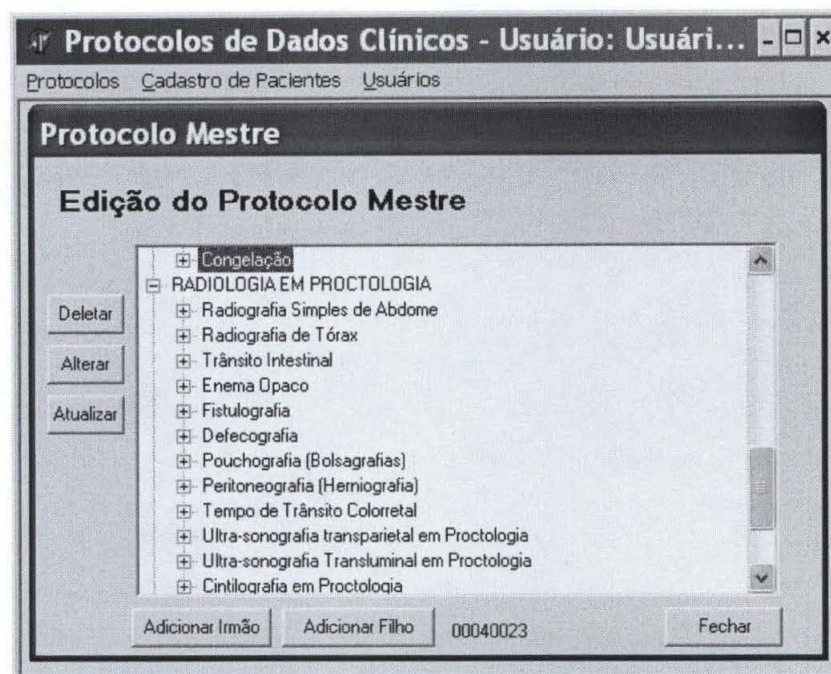 Protocolos de Dados Clínicos - Usuário: Usuári...
Protocolos Cadastro de Pacientes Usuários
Protocolo Mestre
Edição do Protocolo Mestre
Congelação
RADIOLOGIA EM PROCTOLOGIA
Radiografia Simples de Abdome
Radiografia de Tórax
Trânsito Intestinal
Enema Opaco
Fistulografia
Defecografia
Pouchografia (Bolsagrafias)
Peritoneografia (Herniografia)
Tempo de Trânsito Colorretal
Ultra-sonografia transparietal em Proctologia
Ultra-sonografia Transluminal em Proctologia
Cintilografia em Proctologia
Deletar
Alterar
Atualizar
Adicionar Irmão Adicionar Filho 00040023 Fechar